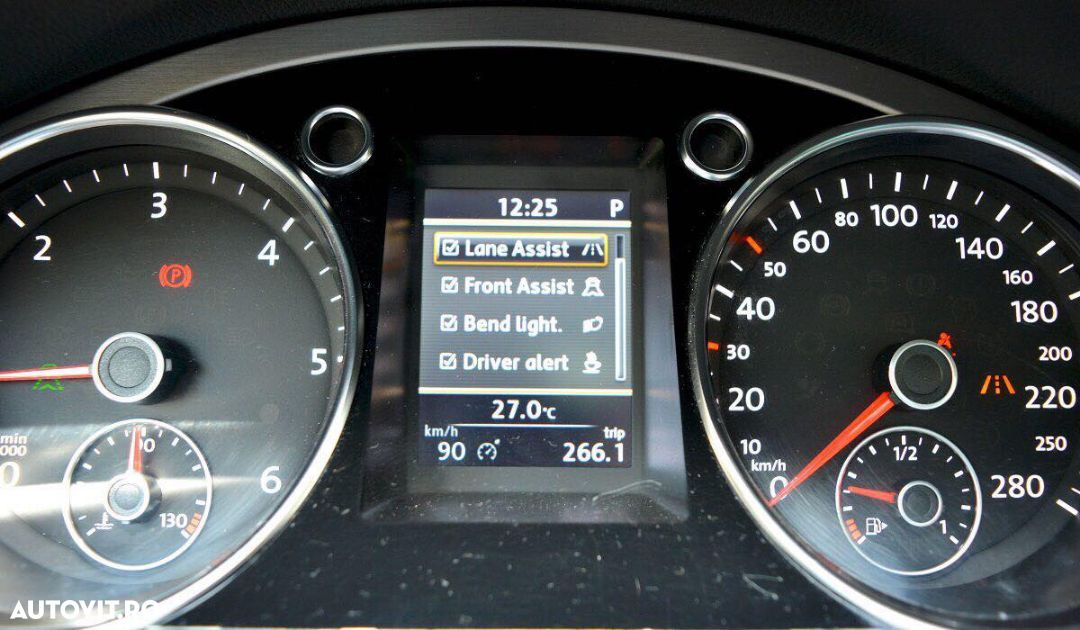 12:25 P
Lane Assist
Front Assist
Bend light.
Driver alert
27.0°C
km/h trip
90 266.1
2
3
4
5
6
P
130
10
20
30
40
50
60
80
100
120
140
160
180
200
220
250
280
km/h
0
1/2
1
AUTOVIT.RO